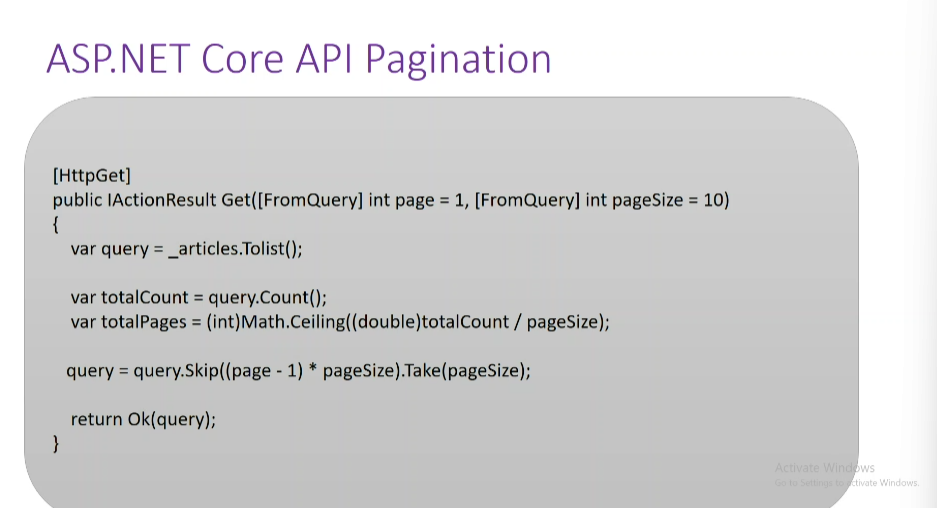 ASP.NET Core API Pagination
[HttpGet]
public IActionResult Get([FromQuery] int page = 1, [FromQuery] int pageSize = 10)
{
var query = _articles.Tolist();
var totalCount = query.Count();
var totalPages = (int)Math.Ceiling((double)totalCount / pageSize);
query = query.Skip((page - 1) * pageSize).Take(pageSize);
return Ok(query);
}
Activate Windows
Go to Settings to activate Windows.